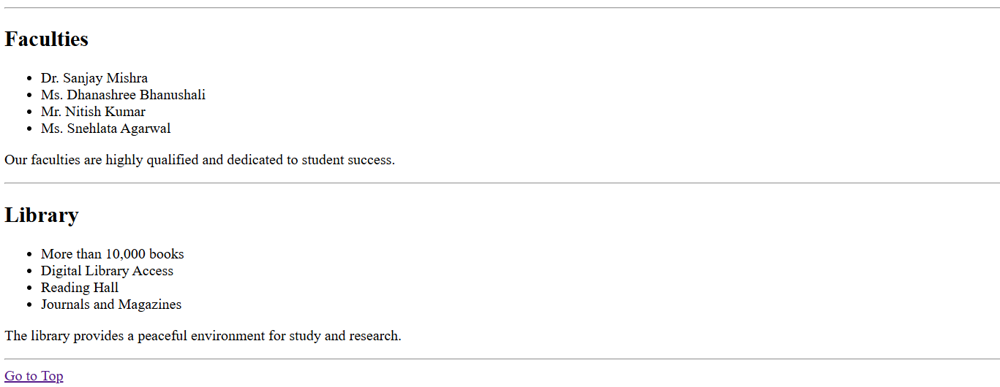 Faculties
• Dr. Sanjay Mishra
• Ms. Dhanashree Bhanushali
• Mr. Nitish Kumar
• Ms. Snehlata Agarwal
Our faculties are highly qualified and dedicated to student success.
Library
• More than 10,000 books
• Digital Library Access
• Reading Hall
• Journals and Magazines
The library provides a peaceful environment for study and research.
Go to Top